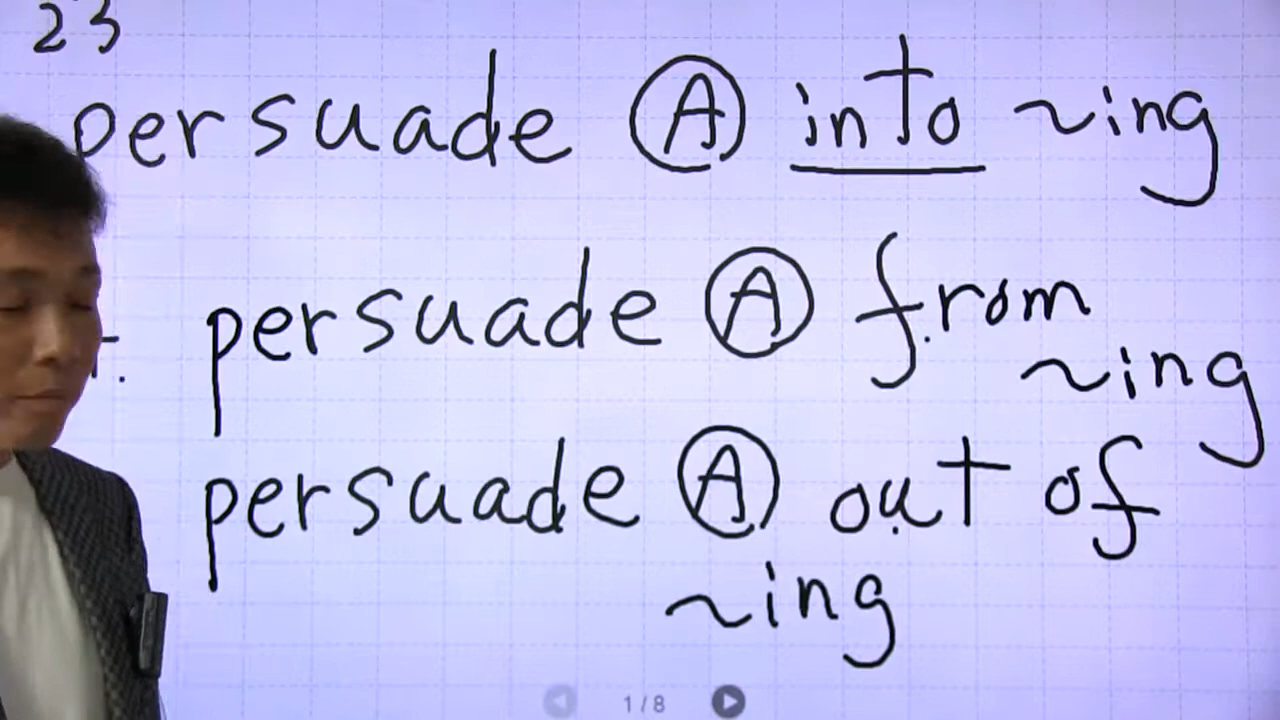 23
persuade Ⓐ into ~ing
persuade Ⓐ from
~ing
persuade Ⓐ out of
~ing
1/8